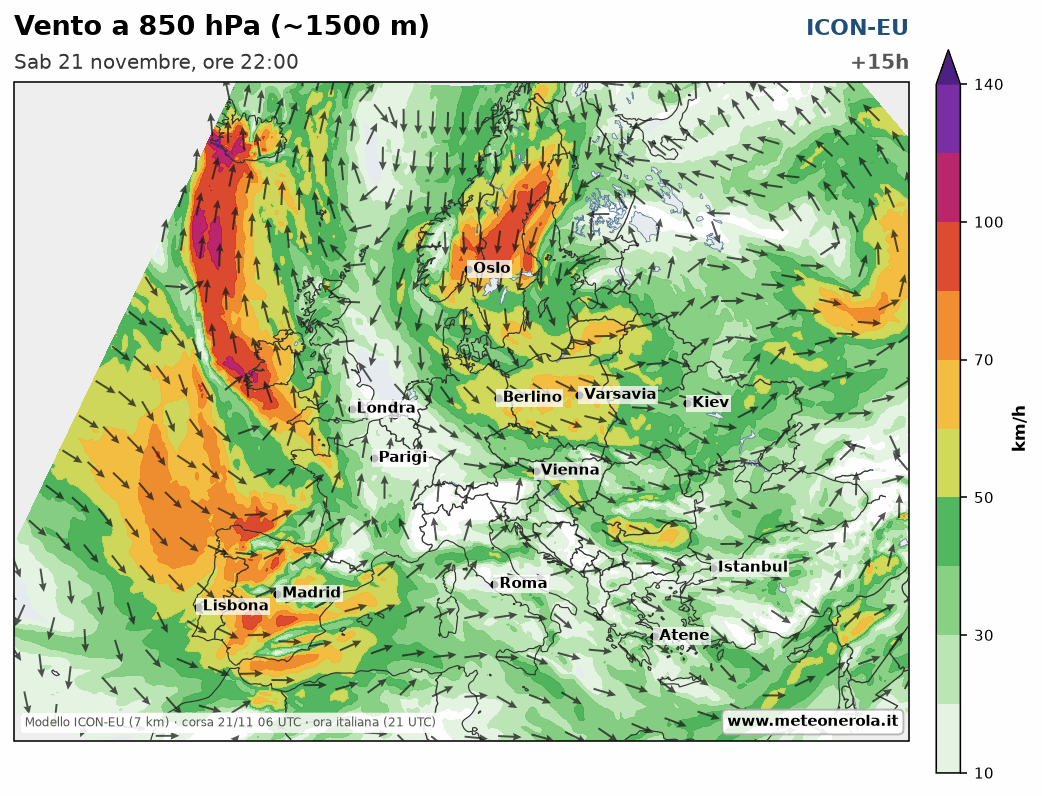 Vento a 850 hPa (~1500 m)
ICON-EU
Sab 21 novembre, ore 22:00
+15h
140
100
70
50
30
10
km/h
Oslo
Berlino
Varsavia
Kiev
Londra
Parigi
Vienna
Istanbul
Roma
Madrid
Lisbona
Atene
Modello ICON-EU (7 km) · corsa 21/11 06 UTC · ora italiana (21 UTC)
www.meteonerola.it